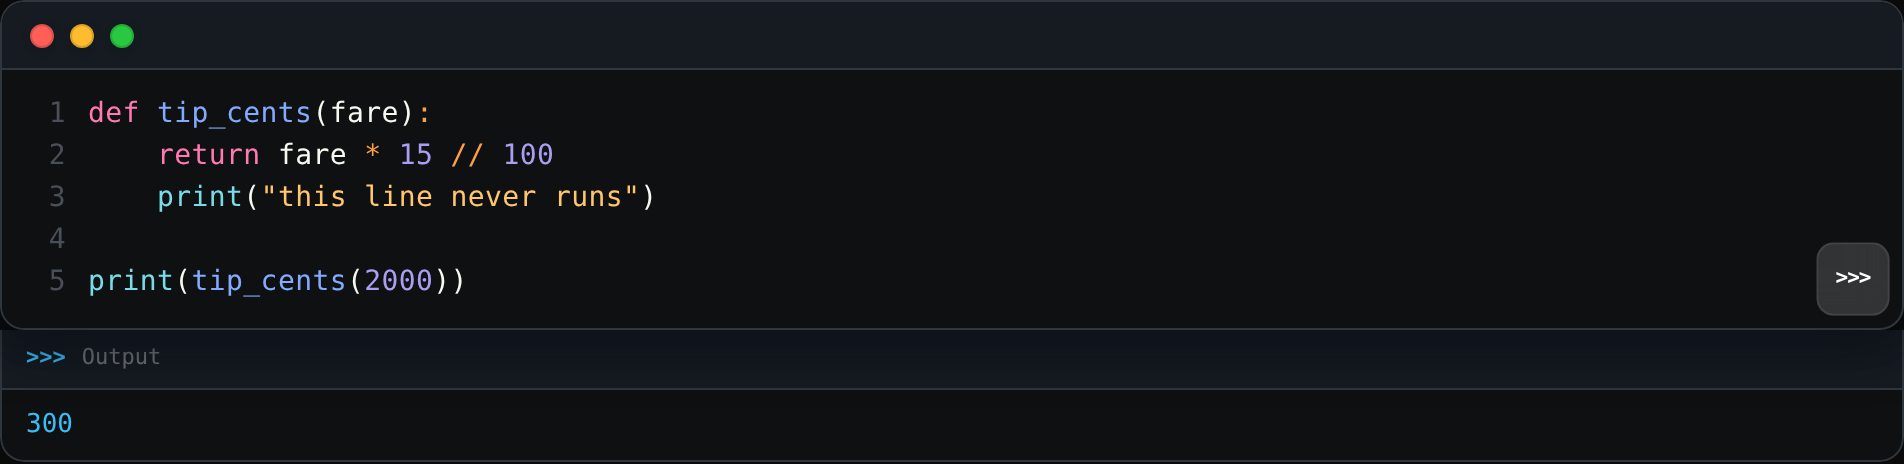 1 def tip_cents(fare):
2     return fare * 15 // 100
3     print("this line never runs")
4
5 print(tip_cents(2000))
>>>
>>> Output
300